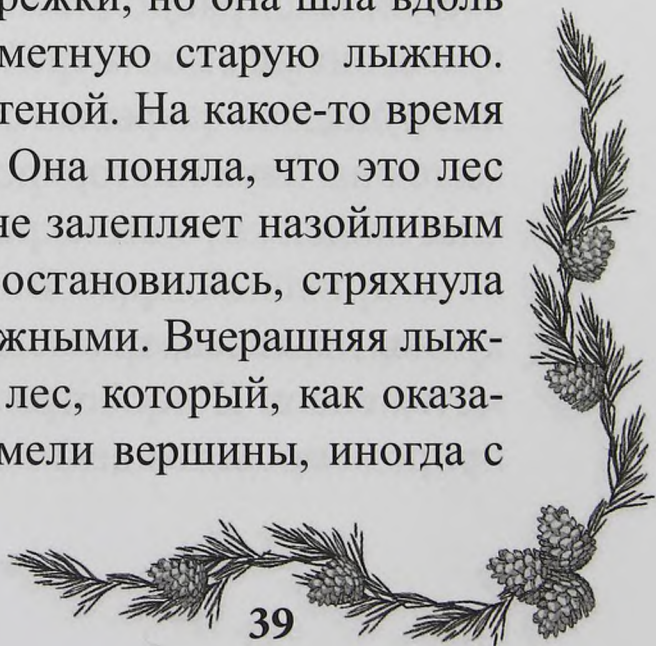 режки, но она шла вдоль
метную старую лыжню.
теной. На какое-то время
Она поняла, что это лес
не залепляет назойливым
остановилась, стряхнула
жными. Вчерашняя лыж-
лес, который, как оказа-
мели вершины, иногда с
39